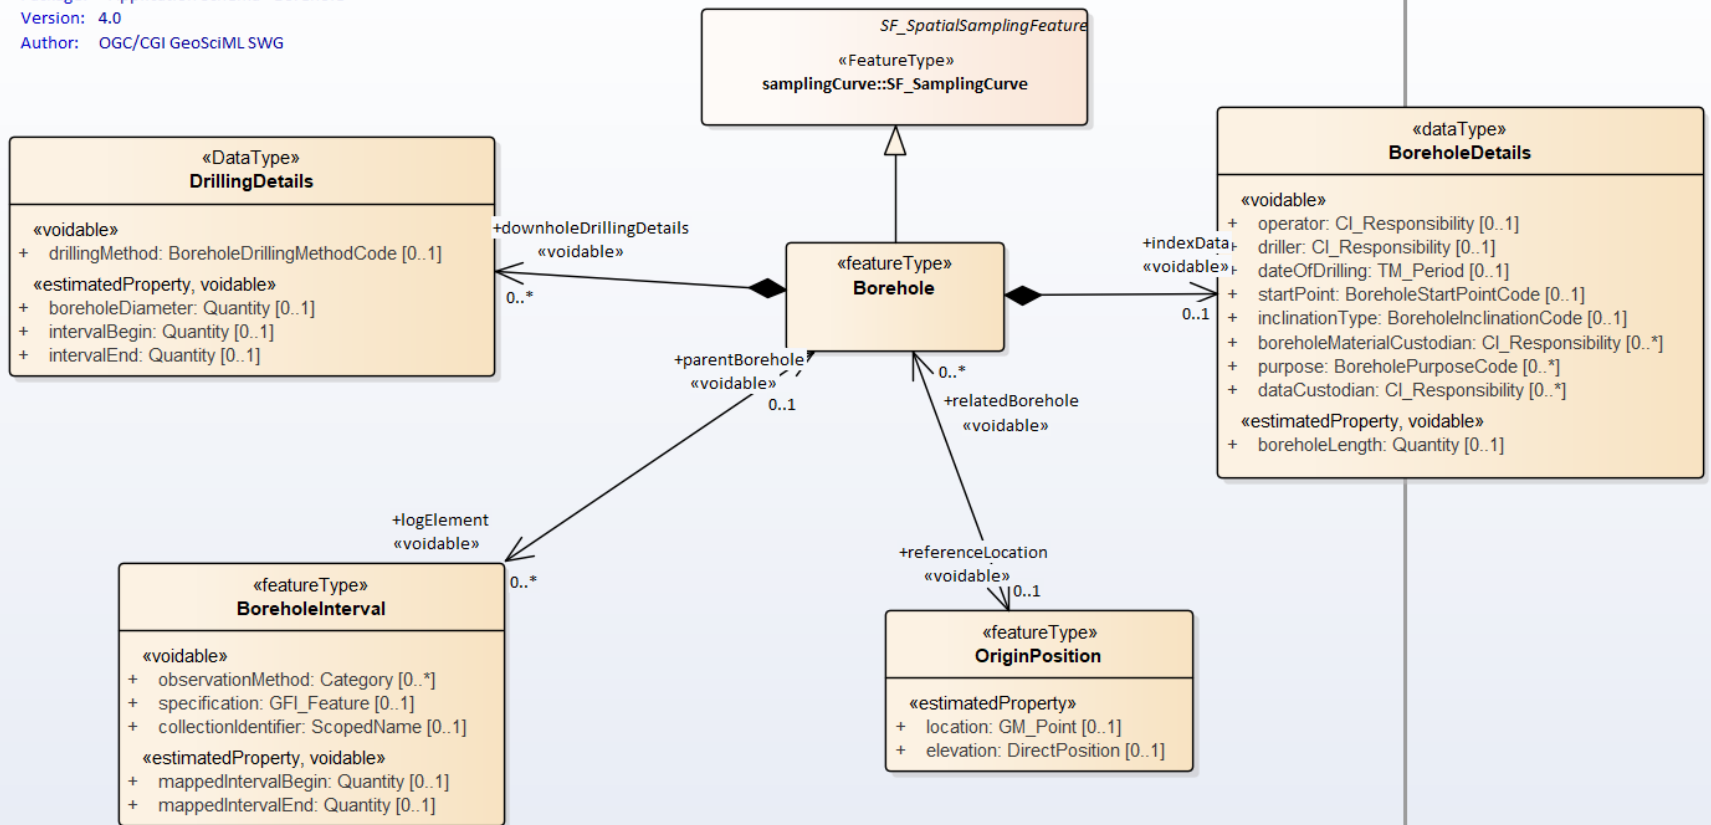 Version: 4.0
Author: OGC/CGI GeoSciML SWG
SF_SpatialSamplingFeature
«FeatureType»
samplingCurve::SF_SamplingCurve
«DataType»
DrillingDetails
«voidable»
+ drillingMethod: BoreholeDrillingMethodCode [0..1]
«estimatedProperty, voidable»
+ boreholeDiameter: Quantity [0..1]
+ intervalBegin: Quantity [0..1]
+ intervalEnd: Quantity [0..1]
+downholeDrillingDetails
«voidable»
0..*
«featureType»
Borehole
+indexData
«voidable»
0..1
«dataType»
BoreholeDetails
«voidable»
+ operator: CI_Responsibility [0..1]
+ driller: CI_Responsibility [0..1]
+ dateOfDrilling: TM_Period [0..1]
+ startPoint: BoreholeStartPointCode [0..1]
+ inclinationType: BoreholeInclinationCode [0..1]
+ boreholeMaterialCustodian: CI_Responsibility [0..*]
+ purpose: BoreholePurposeCode [0..*]
+ dataCustodian: CI_Responsibility [0..*]
«estimatedProperty, voidable»
+ boreholeLength: Quantity [0..1]
+parentBorehole
«voidable»
0..1
0..*
+relatedBorehole
«voidable»
+logElement
«voidable»
0..*
+referenceLocation
«voidable»
0..1
«featureType»
BoreholeInterval
«voidable»
+ observationMethod: Category [0..*]
+ specification: GFI_Feature [0..1]
+ collectionIdentifier: ScopedName [0..1]
«estimatedProperty, voidable»
+ mappedIntervalBegin: Quantity [0..1]
+ mappedIntervalEnd: Quantity [0..1]
«featureType»
OriginPosition
«estimatedProperty»
+ location: GM_Point [0..1]
+ elevation: DirectPosition [0..1]